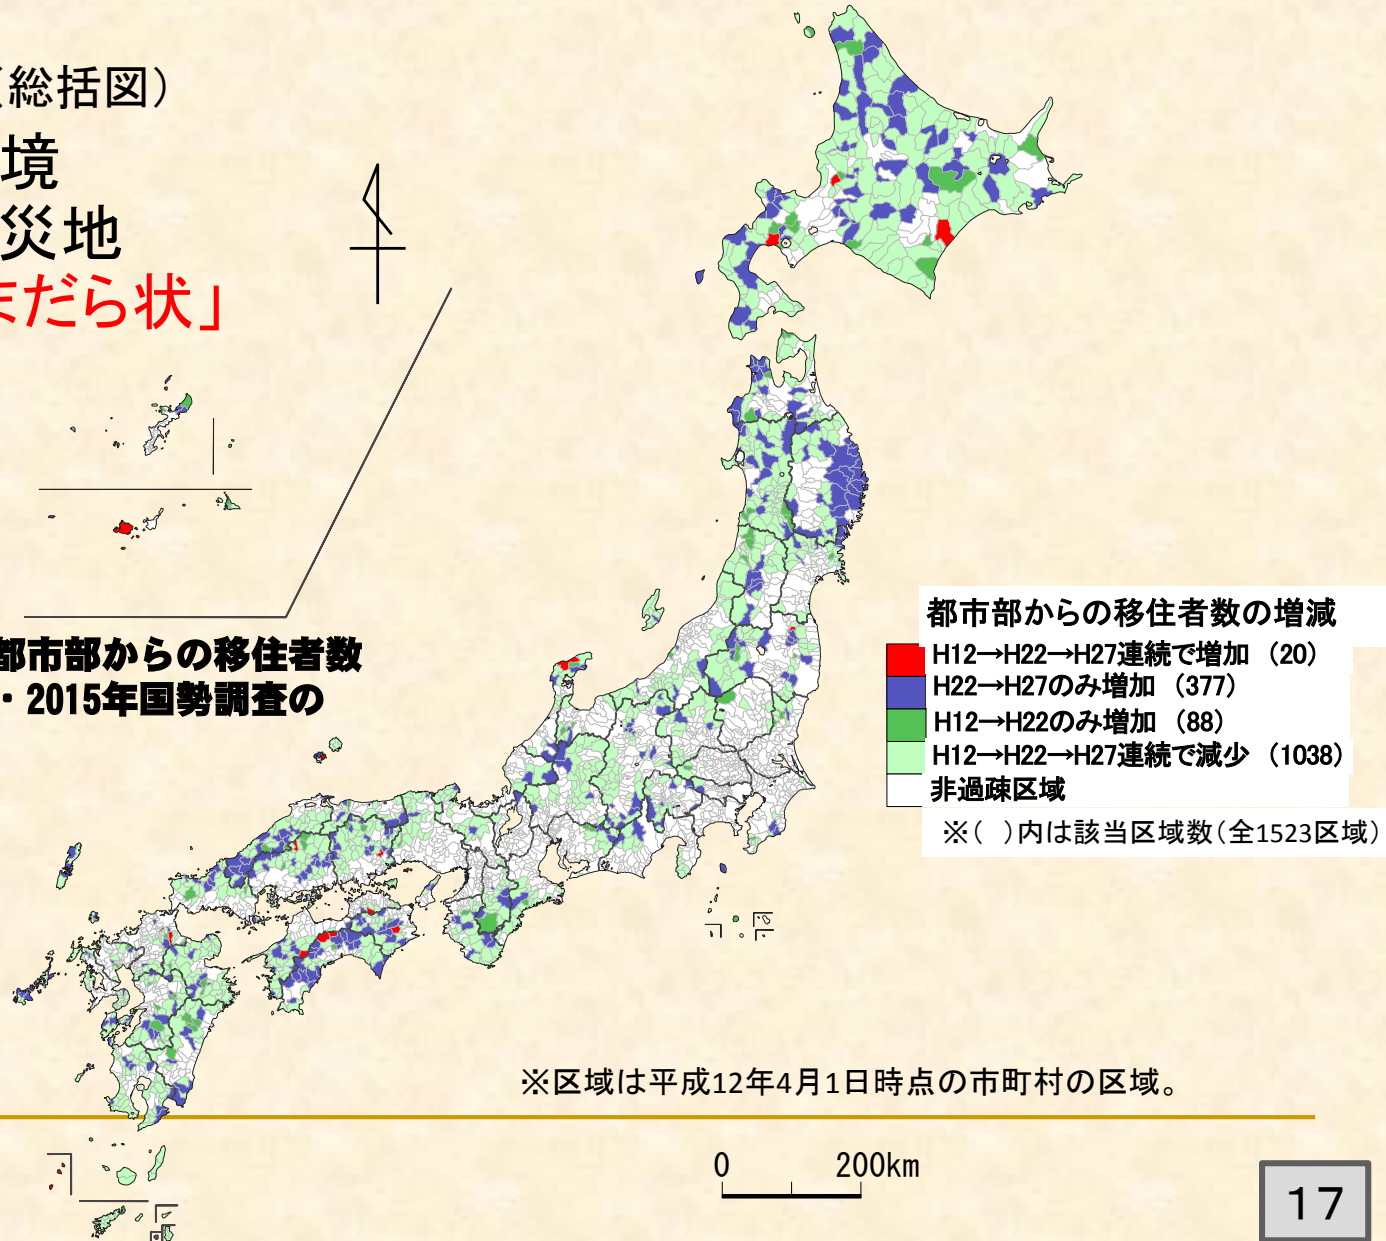 (総括図)
境
災地
まだら状」
都市部からの移住者数
・2015年国勢調査の
都市部からの移住者数の増減
H12→H22→H27連続で増加 (20)
H22→H27のみ増加 (377)
H12→H22のみ増加 (88)
H12→H22→H27連続で減少 (1038)
非過疎区域
※( )内は該当区域数(全1523区域)
※区域は平成12年4月1日時点の市町村の区域。
0 200km
17